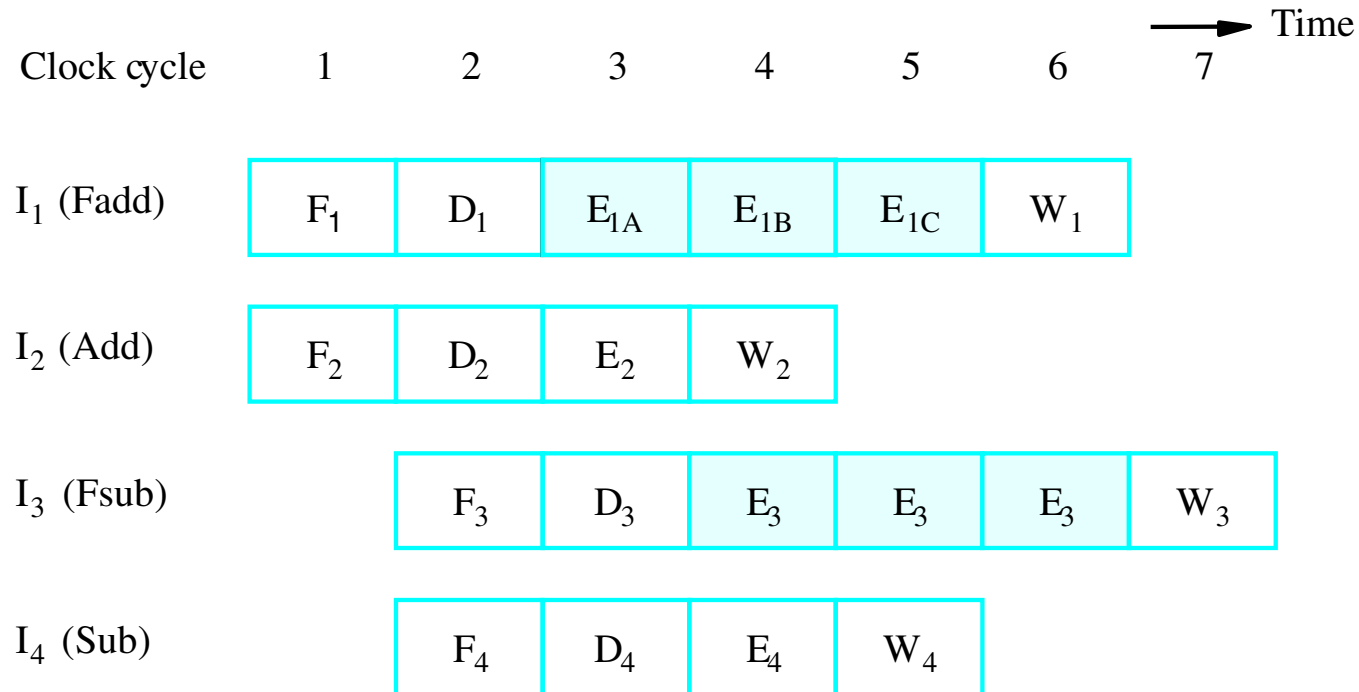 Time
Clock cycle 1 2 3 4 5 6 7
I1 (Fadd) F1 D1 E1A E1B E1C W1
I2 (Add) F2 D2 E2 W2
I3 (Fsub) F3 D3 E3 E3 E3 W3
I4 (Sub) F4 D4 E4 W4